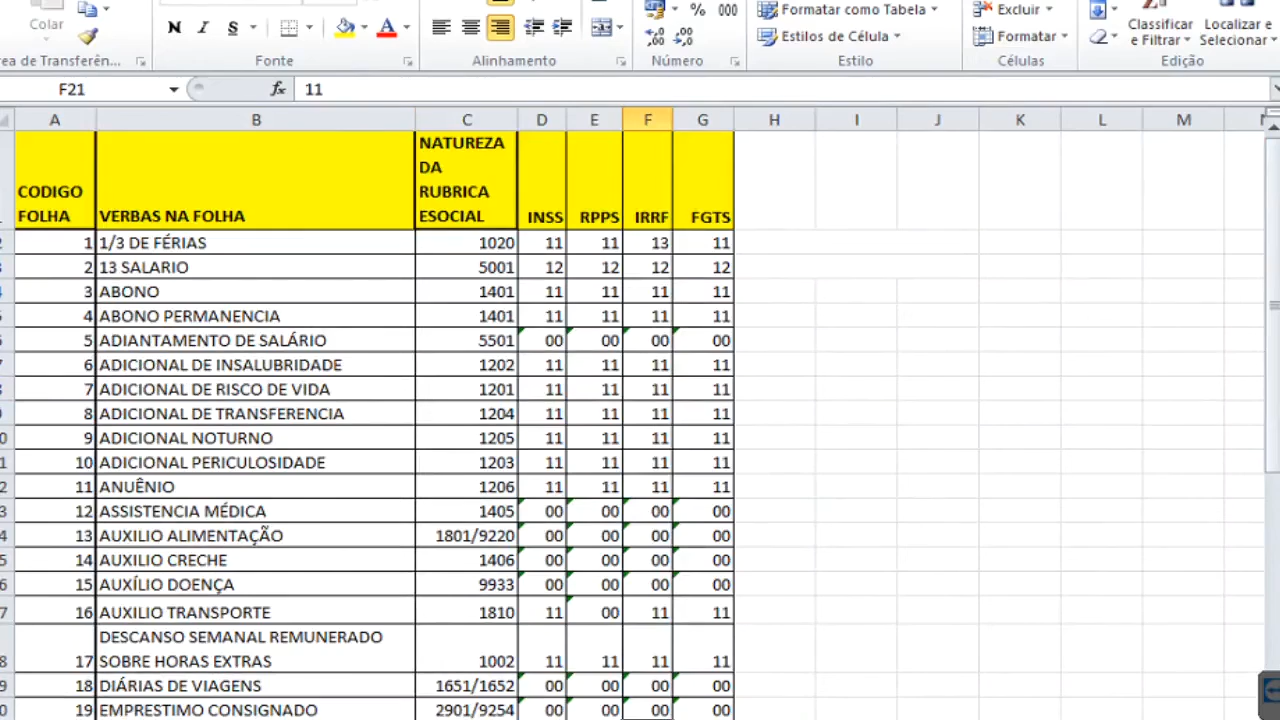 Colar
Formatar como Tabela
Excluir
N I S
A
% 000
Estilos de Célula
Formatar
Classificar e Filtrar
Localizar e Selecionar
rea de Transferên...
Fonte
Alinhamento
Número
Estilo
Células
Edição
F21
fx
11
A B C D E F G H I J K L M
CODIGO FOLHA
VERBAS NA FOLHA
NATUREZA DA RUBRICA ESOCIAL
INSS RPPS IRRF FGTS
1 1/3 DE FÉRIAS 1020 11 11 13 11
2 13 SALARIO 5001 12 12 12 12
3 ABONO 1401 11 11 11 11
4 ABONO PERMANENCIA 1401 11 11 11 11
5 ADIANTAMENTO DE SALÁRIO 5501 00 00 00 00
6 ADICIONAL DE INSALUBRIDADE 1202 11 11 11 11
7 ADICIONAL DE RISCO DE VIDA 1201 11 11 11 11
8 ADICIONAL DE TRANSFERENCIA 1204 11 11 11 11
9 ADICIONAL NOTURNO 1205 11 11 11 11
10 ADICIONAL PERICULOSIDADE 1203 11 11 11 11
11 ANUÊNIO 1206 11 11 11 11
12 ASSISTENCIA MÉDICA 1405 00 00 00 00
13 AUXILIO ALIMENTAÇÃO 1801/9220 00 00 00 00
14 AUXILIO CRECHE 1406 00 00 00 00
15 AUXÍLIO DOENÇA 9933 00 00 00 00
16 AUXILIO TRANSPORTE 1810 11 00 11 11
DESCANSO SEMANAL REMUNERADO
17 SOBRE HORAS EXTRAS 1002 11 11 11 11
18 DIÁRIAS DE VIAGENS 1651/1652 00 00 00 00
19 EMPRESTIMO CONSIGNADO 2901/9254 00 00 00 00